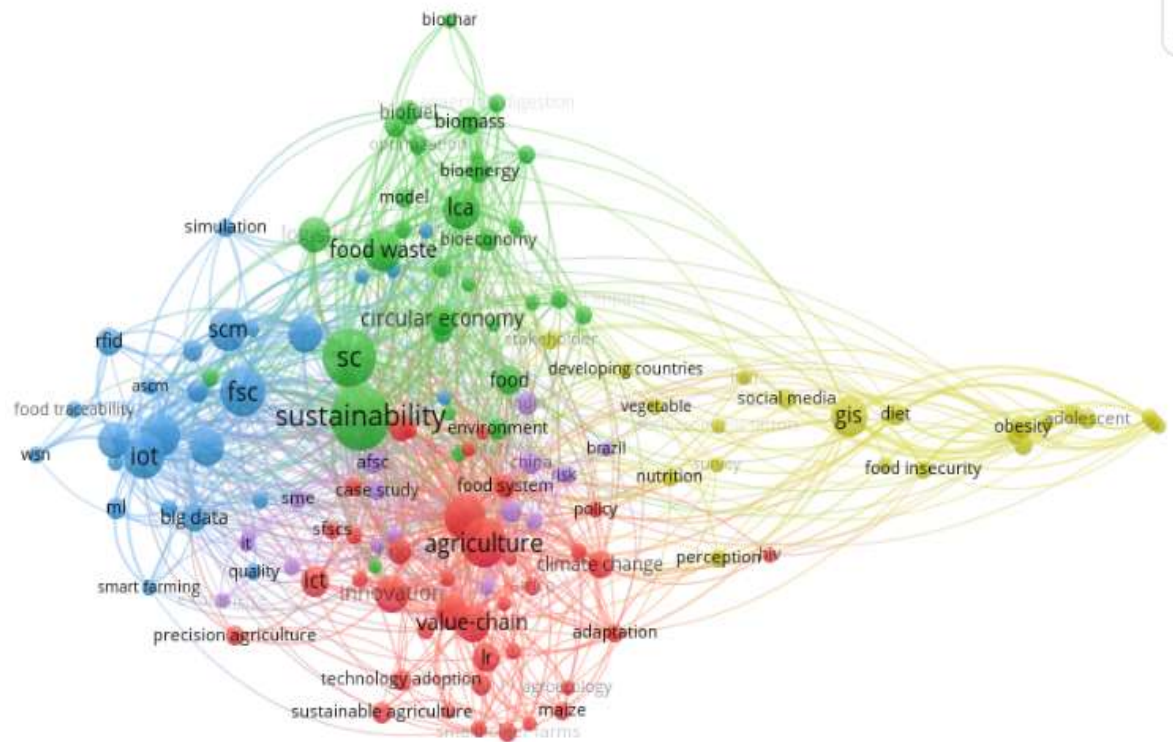 biochar
biofuel
biomass
bioenergy
model
lca
simulation
food waste
bioeconomy
scm
circular economy
rfid
sc
stakeholder
developing countries
ascm
fsc
food
social media
food traceability
vegetable
gis
diet
sustainability
obesity
adolescent
environment
wsn
iot
afsc
china
brazil
food insecurity
case study
food system
risk
nutrition
ml
big data
sme
policy
sfscs
it
agriculture
climate change
perception
hiv
quality
smart farming
ict
innovation
value-chain
precision agriculture
adaptation
lr
technology adoption
agroecology
sustainable agriculture
maize